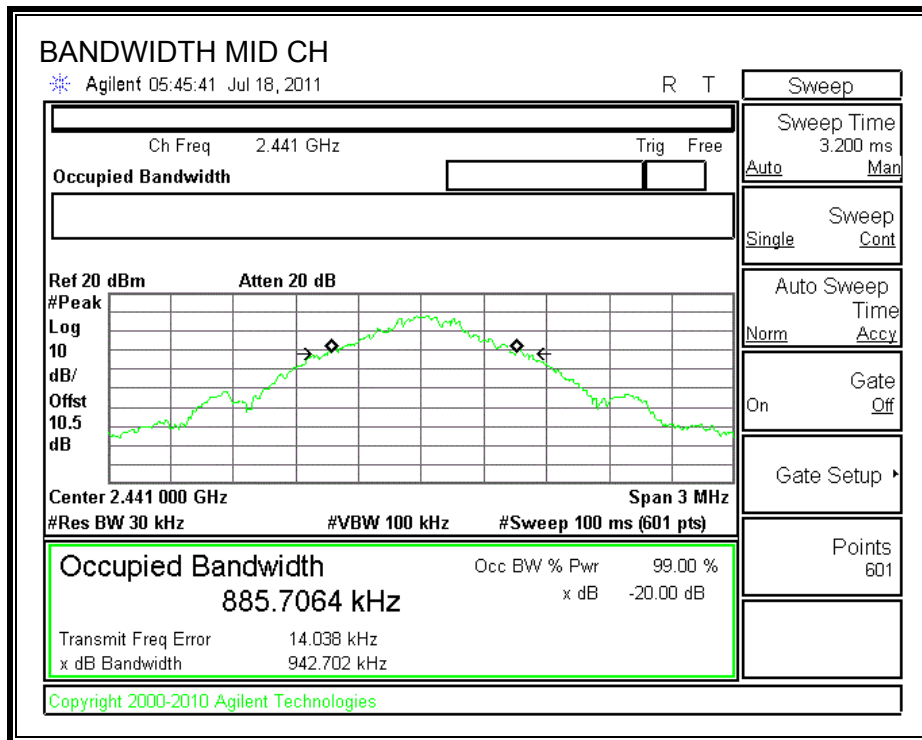 BANDWIDTH MID CH
Agilent 05:45:41 Jul 18, 2011 R T
Ch Freq 2.441 GHz Trig Free
Occupied Bandwidth
Ref 20 dBm Atten 20 dB
#Peak
Log
10
dB/
Offst
10.5
dB
Center 2.441 000 GHz Span 3 MHz
#Res BW 30 kHz #VBW 100 kHz #Sweep 100 ms (601 pts)
Occupied Bandwidth Occ BW % Pwr 99.00 %
885.7064 kHz x dB -20.00 dB
Transmit Freq Error 14.038 kHz
x dB Bandwidth 942.702 kHz
Copyright 2000-2010 Agilent Technologies
Sweep
Sweep Time
3.200 ms
Auto Man
Sweep
Single Cont
Auto Sweep
Time
Norm Accy
Gate
On Off
Gate Setup
Points
601